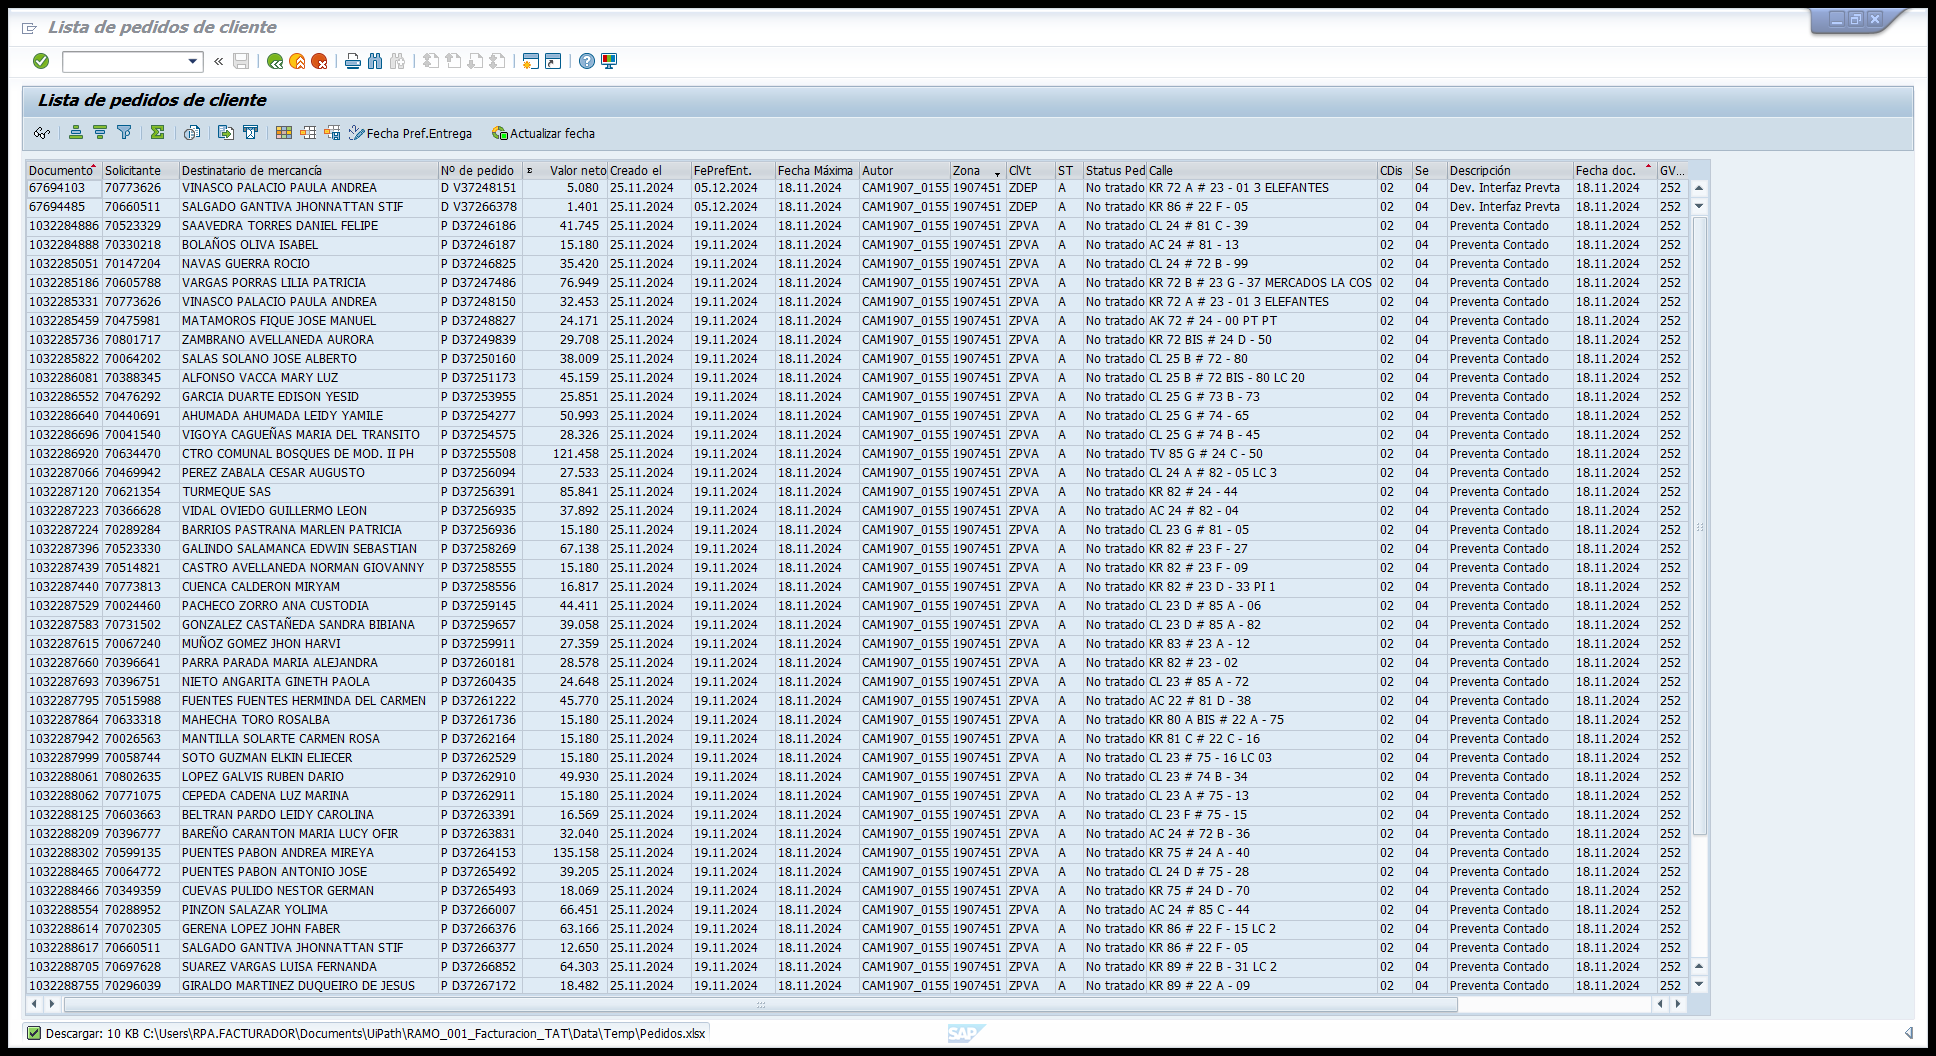 Lista de pedidos de cliente
Lista de pedidos de cliente
Fecha Pref.Entrega Actualizar fecha
Documento Solicitante Destinatario de mercancía Nº de pedido Valor neto Creado el FePrefEnt. Fecha Máxima Autor Zona ClVt ST Status Ped Calle CDis Se Descripción Fecha doc. GV...
67694103 70773626 VINASCO PALACIO PAULA ANDREA D V37248151 5.080 25.11.2024 05.12.2024 18.11.2024 CAM1907_0155 1907451 ZDEP A No tratado KR 72 A # 23 - 01 3 ELEFANTES 02 04 Dev. Interfaz Prevta 18.11.2024 252
67694485 70660511 SALGADO GANTIVA JHONNATTAN STIF D V37266378 1.401 25.11.2024 05.12.2024 18.11.2024 CAM1907_0155 1907451 ZDEP A No tratado KR 86 # 22 F - 05 02 04 Dev. Interfaz Prevta 18.11.2024 252
1032284886 70523329 SAAVEDRA TORRES DANIEL FELIPE P D37246186 41.745 25.11.2024 19.11.2024 18.11.2024 CAM1907_0155 1907451 ZPVA A No tratado CL 24 # 81 C - 39 02 04 Preventa Contado 18.11.2024 252
1032284888 70330218 BOLAÑOS OLIVA ISABEL P D37246187 15.180 25.11.2024 19.11.2024 18.11.2024 CAM1907_0155 1907451 ZPVA A No tratado AC 24 # 81 - 13 02 04 Preventa Contado 18.11.2024 252
1032285051 70147204 NAVAS GUERRA ROCIO P D37246825 35.420 25.11.2024 19.11.2024 18.11.2024 CAM1907_0155 1907451 ZPVA A No tratado CL 24 # 72 B - 99 02 04 Preventa Contado 18.11.2024 252
1032285186 70605788 VARGAS PORRAS LILIA PATRICIA P D37247486 76.949 25.11.2024 19.11.2024 18.11.2024 CAM1907_0155 1907451 ZPVA A No tratado KR 72 B # 23 G - 37 MERCADOS LA COS 02 04 Preventa Contado 18.11.2024 252
1032285331 70773626 VINASCO PALACIO PAULA ANDREA P D37248150 32.453 25.11.2024 19.11.2024 18.11.2024 CAM1907_0155 1907451 ZPVA A No tratado KR 72 A # 23 - 01 3 ELEFANTES 02 04 Preventa Contado 18.11.2024 252
1032285459 70475981 MATAMOROS FIQUE JOSE MANUEL P D37248827 24.171 25.11.2024 19.11.2024 18.11.2024 CAM1907_0155 1907451 ZPVA A No tratado AK 72 # 24 - 00 PT PT 02 04 Preventa Contado 18.11.2024 252
1032285736 70801717 ZAMBRANO AVELLANEDA AURORA P D37249839 29.708 25.11.2024 19.11.2024 18.11.2024 CAM1907_0155 1907451 ZPVA A No tratado KR 72 BIS # 24 D - 50 02 04 Preventa Contado 18.11.2024 252
1032285822 70064202 SALAS SOLANO JOSE ALBERTO P D37250160 38.009 25.11.2024 19.11.2024 18.11.2024 CAM1907_0155 1907451 ZPVA A No tratado CL 25 B # 72 - 80 02 04 Preventa Contado 18.11.2024 252
1032286081 70388345 ALFONSO VACCA MARY LUZ P D37251173 45.159 25.11.2024 19.11.2024 18.11.2024 CAM1907_0155 1907451 ZPVA A No tratado CL 25 B # 72 BIS - 80 LC 20 02 04 Preventa Contado 18.11.2024 252
1032286552 70476292 GARCIA DUARTE EDISON YESID P D37253955 25.851 25.11.2024 19.11.2024 18.11.2024 CAM1907_0155 1907451 ZPVA A No tratado CL 25 G # 73 B - 73 02 04 Preventa Contado 18.11.2024 252
1032286640 70440691 AHUMADA AHUMADA LEIDY YAMILE P D37254277 50.993 25.11.2024 19.11.2024 18.11.2024 CAM1907_0155 1907451 ZPVA A No tratado CL 25 G # 74 - 65 02 04 Preventa Contado 18.11.2024 252
1032286696 70041540 VIGOYA CAGUEÑAS MARIA DEL TRANSITO P D37254575 28.326 25.11.2024 19.11.2024 18.11.2024 CAM1907_0155 1907451 ZPVA A No tratado CL 25 G # 74 B - 45 02 04 Preventa Contado 18.11.2024 252
1032286920 70634470 CTRO COMUNAL BOSQUES DE MOD. II PH P D37255508 121.458 25.11.2024 19.11.2024 18.11.2024 CAM1907_0155 1907451 ZPVA A No tratado TV 85 G # 24 C - 50 02 04 Preventa Contado 18.11.2024 252
1032287066 70469942 PEREZ ZABALA CESAR AUGUSTO P D37256094 27.533 25.11.2024 19.11.2024 18.11.2024 CAM1907_0155 1907451 ZPVA A No tratado CL 24 A # 82 - 05 LC 3 02 04 Preventa Contado 18.11.2024 252
1032287120 70621354 TURMEQUE SAS P D37256391 85.841 25.11.2024 19.11.2024 18.11.2024 CAM1907_0155 1907451 ZPVA A No tratado KR 82 # 24 - 44 02 04 Preventa Contado 18.11.2024 252
1032287223 70366628 VIDAL OVIEDO GUILLERMO LEON P D37256935 37.892 25.11.2024 19.11.2024 18.11.2024 CAM1907_0155 1907451 ZPVA A No tratado AC 24 # 82 - 04 02 04 Preventa Contado 18.11.2024 252
1032287224 70289284 BARRIOS PASTRANA MARLEN PATRICIA P D37256936 15.180 25.11.2024 19.11.2024 18.11.2024 CAM1907_0155 1907451 ZPVA A No tratado CL 23 G # 81 - 05 02 04 Preventa Contado 18.11.2024 252
1032287396 70523330 GALINDO SALAMANCA EDWIN SEBASTIAN P D37258269 67.138 25.11.2024 19.11.2024 18.11.2024 CAM1907_0155 1907451 ZPVA A No tratado KR 82 # 23 F - 27 02 04 Preventa Contado 18.11.2024 252
1032287439 70514821 CASTRO AVELLANEDA NORMAN GIOVANNY P D37258555 15.180 25.11.2024 19.11.2024 18.11.2024 CAM1907_0155 1907451 ZPVA A No tratado KR 82 # 23 F - 09 02 04 Preventa Contado 18.11.2024 252
1032287440 70773813 CUENCA CALDERON MIRYAM P D37258556 16.817 25.11.2024 19.11.2024 18.11.2024 CAM1907_0155 1907451 ZPVA A No tratado KR 82 # 23 D - 33 PI 1 02 04 Preventa Contado 18.11.2024 252
1032287529 70024460 PACHECO ZORRO ANA CUSTODIA P D37259145 44.411 25.11.2024 19.11.2024 18.11.2024 CAM1907_0155 1907451 ZPVA A No tratado CL 23 D # 85 A - 06 02 04 Preventa Contado 18.11.2024 252
1032287583 70731502 GONZALEZ CASTAÑEDA SANDRA BIBIANA P D37259657 39.058 25.11.2024 19.11.2024 18.11.2024 CAM1907_0155 1907451 ZPVA A No tratado CL 23 D # 85 A - 82 02 04 Preventa Contado 18.11.2024 252
1032287615 70067240 MUÑOZ GOMEZ JHON HARVI P D37259911 27.359 25.11.2024 19.11.2024 18.11.2024 CAM1907_0155 1907451 ZPVA A No tratado KR 83 # 23 A - 12 02 04 Preventa Contado 18.11.2024 252
1032287660 70396641 PARRA PARADA MARIA ALEJANDRA P D37260181 28.578 25.11.2024 19.11.2024 18.11.2024 CAM1907_0155 1907451 ZPVA A No tratado KR 82 # 23 - 02 02 04 Preventa Contado 18.11.2024 252
1032287693 70396751 NIETO ANGARITA GINETH PAOLA P D37260435 24.648 25.11.2024 19.11.2024 18.11.2024 CAM1907_0155 1907451 ZPVA A No tratado CL 23 # 85 A - 72 02 04 Preventa Contado 18.11.2024 252
1032287795 70515988 FUENTES FUENTES HERMINDA DEL CARMEN P D37261222 45.770 25.11.2024 19.11.2024 18.11.2024 CAM1907_0155 1907451 ZPVA A No tratado AC 22 # 81 D - 38 02 04 Preventa Contado 18.11.2024 252
1032287864 70633318 MAHECHA TORO ROSALBA P D37261736 15.180 25.11.2024 19.11.2024 18.11.2024 CAM1907_0155 1907451 ZPVA A No tratado KR 80 A BIS # 22 A - 75 02 04 Preventa Contado 18.11.2024 252
1032287942 70026563 MANTILLA SOLARTE CARMEN ROSA P D37262164 15.180 25.11.2024 19.11.2024 18.11.2024 CAM1907_0155 1907451 ZPVA A No tratado KR 81 C # 22 C - 16 02 04 Preventa Contado 18.11.2024 252
1032287999 70058744 SOTO GUZMAN ELKIN ELIECER P D37262529 15.180 25.11.2024 19.11.2024 18.11.2024 CAM1907_0155 1907451 ZPVA A No tratado CL 23 # 75 - 16 LC 03 02 04 Preventa Contado 18.11.2024 252
1032288061 70802635 LOPEZ GALVIS RUBEN DARIO P D37262910 49.930 25.11.2024 19.11.2024 18.11.2024 CAM1907_0155 1907451 ZPVA A No tratado CL 23 # 74 B - 34 02 04 Preventa Contado 18.11.2024 252
1032288062 70771075 CEPEDA CADENA LUZ MARINA P D37262911 15.180 25.11.2024 19.11.2024 18.11.2024 CAM1907_0155 1907451 ZPVA A No tratado CL 23 A # 75 - 13 02 04 Preventa Contado 18.11.2024 252
1032288125 70603663 BELTRAN PARDO LEIDY CAROLINA P D37263391 16.569 25.11.2024 19.11.2024 18.11.2024 CAM1907_0155 1907451 ZPVA A No tratado CL 23 F # 75 - 15 02 04 Preventa Contado 18.11.2024 252
1032288209 70396777 BAREÑO CARANTON MARIA LUCY OFIR P D37263831 32.040 25.11.2024 19.11.2024 18.11.2024 CAM1907_0155 1907451 ZPVA A No tratado AC 24 # 72 B - 36 02 04 Preventa Contado 18.11.2024 252
1032288302 70599135 PUENTES PABON ANDREA MIREYA P D37264153 135.158 25.11.2024 19.11.2024 18.11.2024 CAM1907_0155 1907451 ZPVA A No tratado KR 75 # 24 A - 40 02 04 Preventa Contado 18.11.2024 252
1032288465 70064772 PUENTES PABON ANTONIO JOSE P D37265492 39.205 25.11.2024 19.11.2024 18.11.2024 CAM1907_0155 1907451 ZPVA A No tratado CL 24 D # 75 - 28 02 04 Preventa Contado 18.11.2024 252
1032288466 70349359 CUEVAS PULIDO NESTOR GERMAN P D37265493 18.069 25.11.2024 19.11.2024 18.11.2024 CAM1907_0155 1907451 ZPVA A No tratado KR 75 # 24 D - 70 02 04 Preventa Contado 18.11.2024 252
1032288554 70288952 PINZON SALAZAR YOLIMA P D37266007 66.451 25.11.2024 19.11.2024 18.11.2024 CAM1907_0155 1907451 ZPVA A No tratado AC 24 # 85 C - 44 02 04 Preventa Contado 18.11.2024 252
1032288614 70702305 GERENA LOPEZ JOHN FABER P D37266376 63.166 25.11.2024 19.11.2024 18.11.2024 CAM1907_0155 1907451 ZPVA A No tratado KR 86 # 22 F - 15 LC 2 02 04 Preventa Contado 18.11.2024 252
1032288617 70660511 SALGADO GANTIVA JHONNATTAN STIF P D37266377 12.650 25.11.2024 19.11.2024 18.11.2024 CAM1907_0155 1907451 ZPVA A No tratado KR 86 # 22 F - 05 02 04 Preventa Contado 18.11.2024 252
1032288705 70697628 SUAREZ VARGAS LUISA FERNANDA P D37266852 64.303 25.11.2024 19.11.2024 18.11.2024 CAM1907_0155 1907451 ZPVA A No tratado KR 89 # 22 B - 31 LC 2 02 04 Preventa Contado 18.11.2024 252
1032288755 70296039 GIRALDO MARTINEZ DUQUEIRO DE JESUS P D37267172 18.482 25.11.2024 19.11.2024 18.11.2024 CAM1907_0155 1907451 ZPVA A No tratado KR 89 # 22 A - 09 02 04 Preventa Contado 18.11.2024 252
Descargar: 10 KB C:\Users\RPA.FACTURADOR\Documents\UiPath\RAMO_001_Facturacion_TAT\Data\Temp\Pedidos.xlsx
SAP